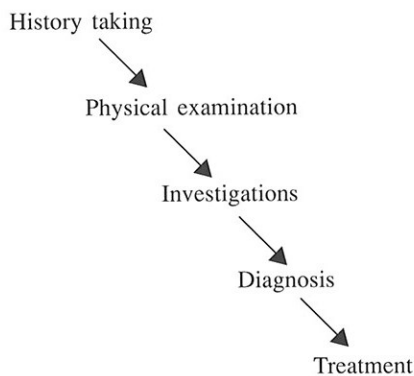 History taking
Physical examination
Investigations
Diagnosis
Treatment